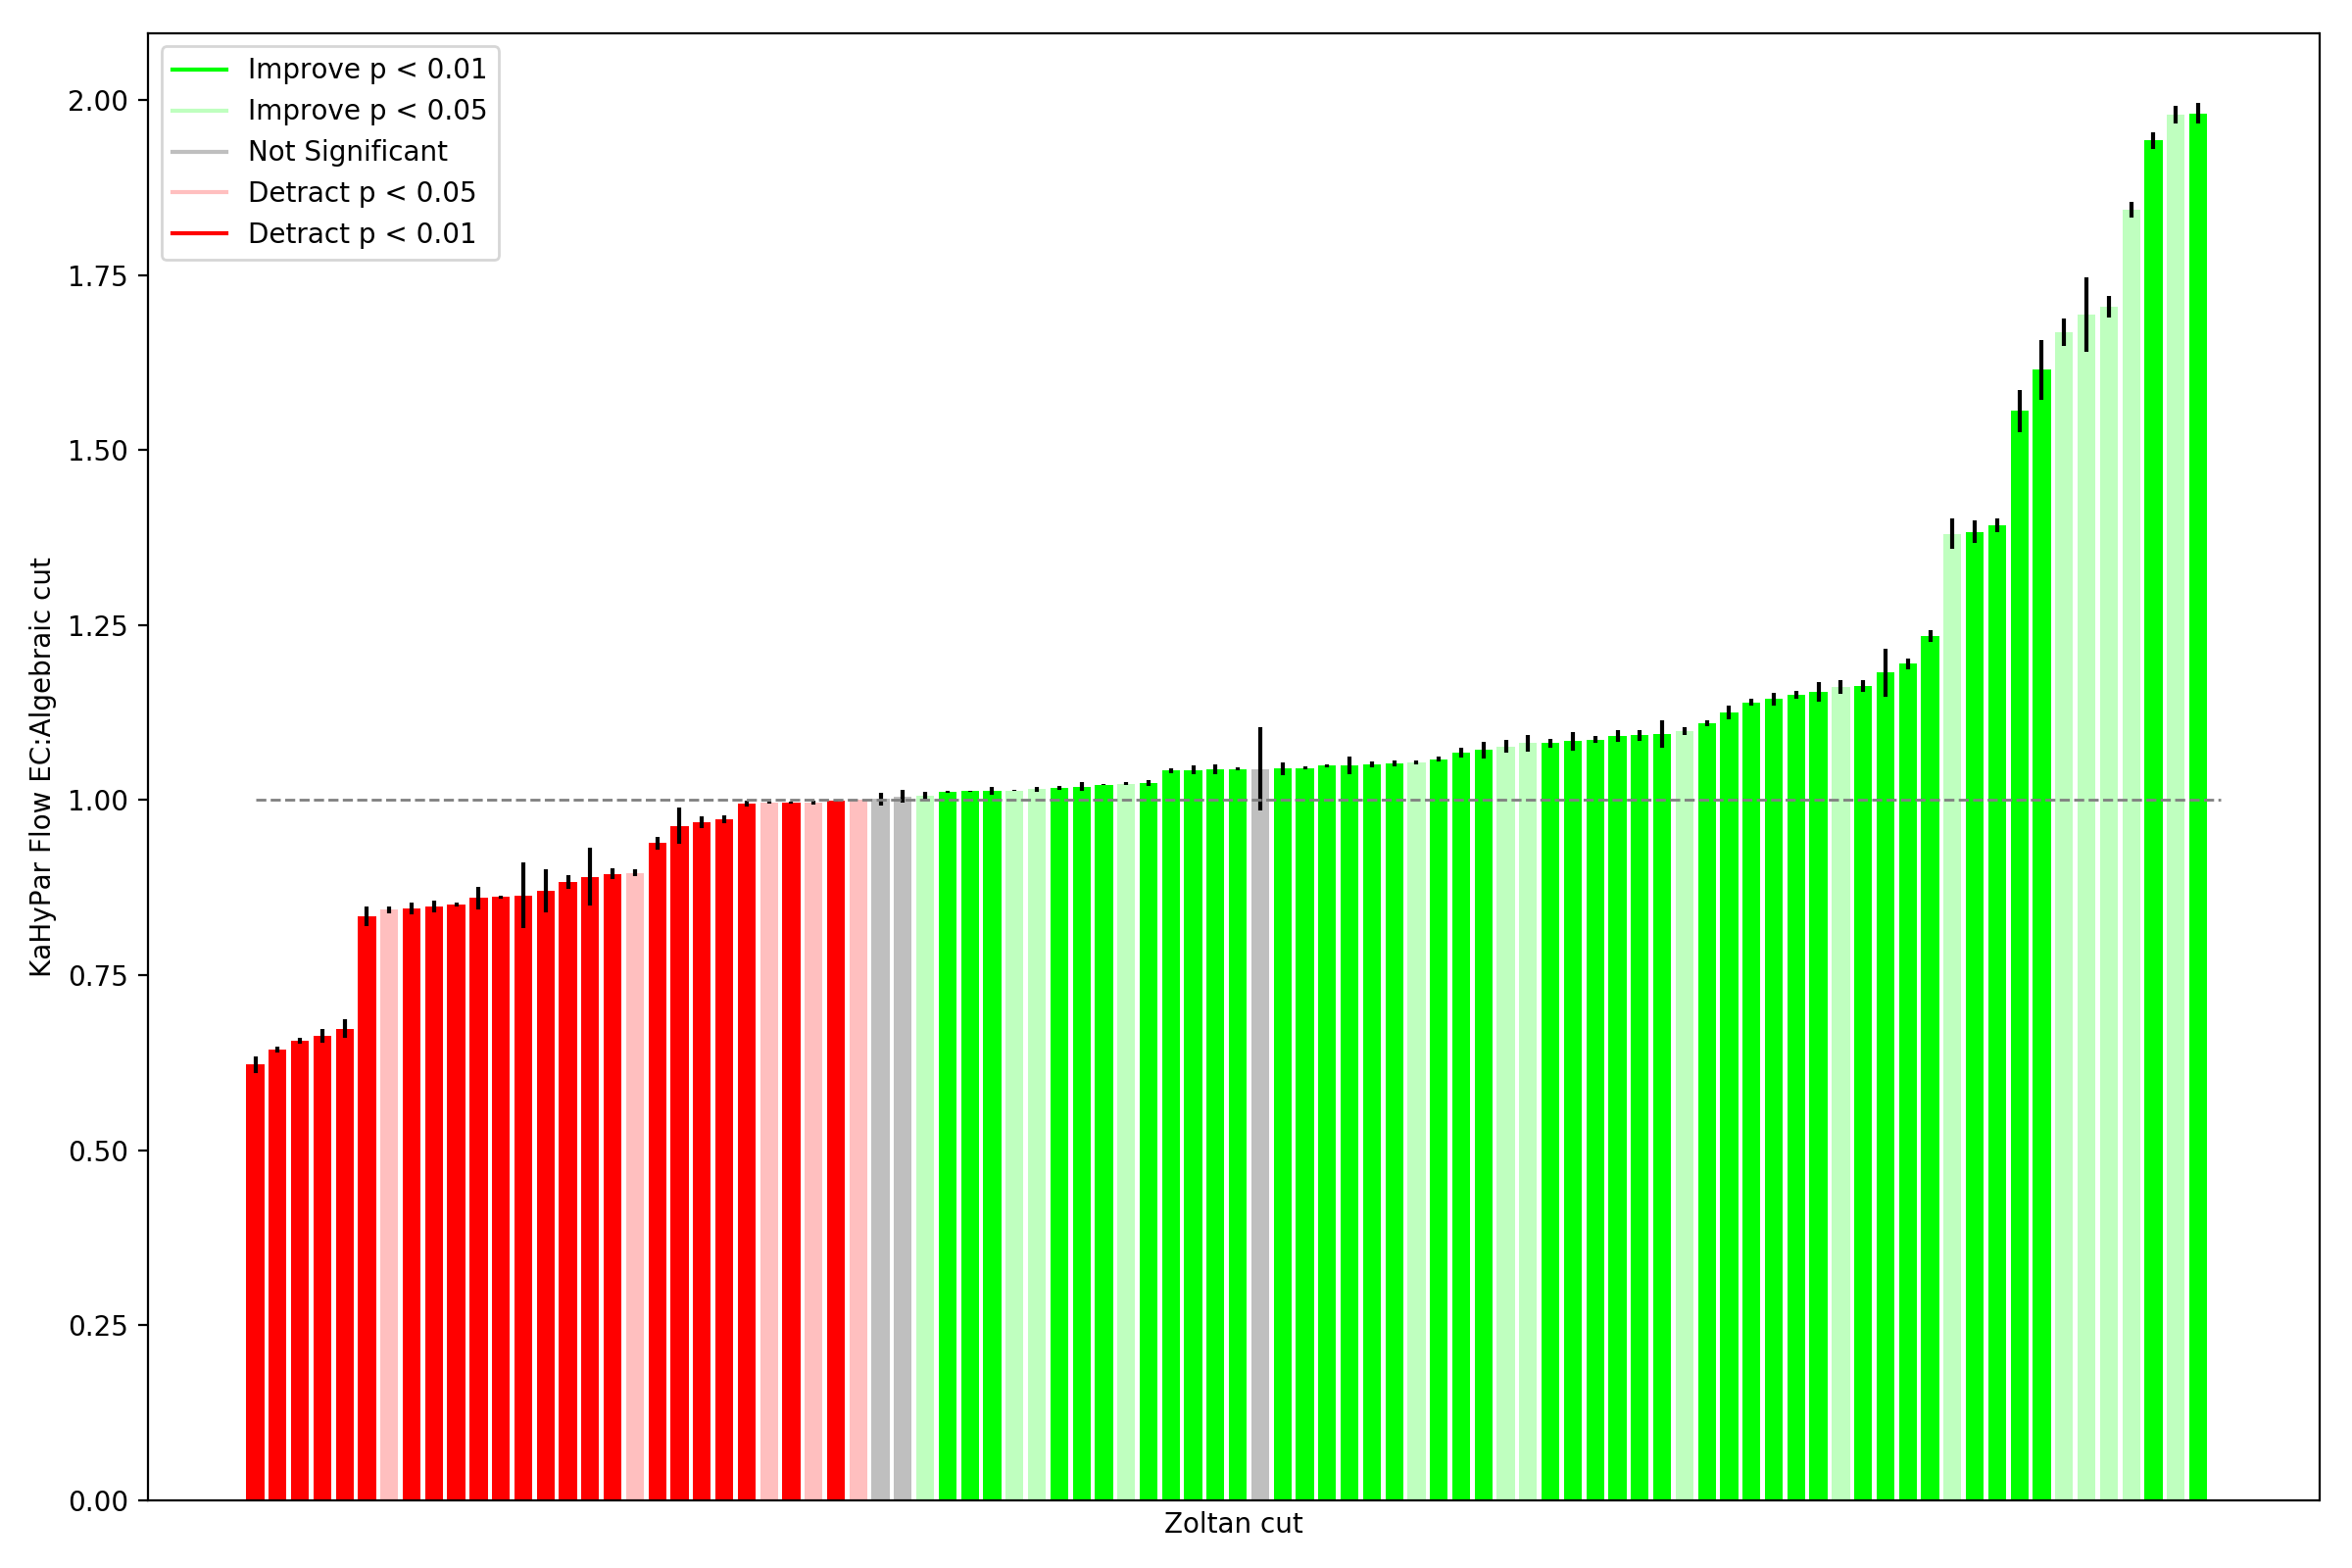 Improve p < 0.01
Improve p < 0.05
Not Significant
Detract p < 0.05
Detract p < 0.01
2.00
1.75
1.50
1.25
1.00
0.75
0.50
0.25
0.00
KaHyPar Flow EC:Algebraic cut
Zoltan cut